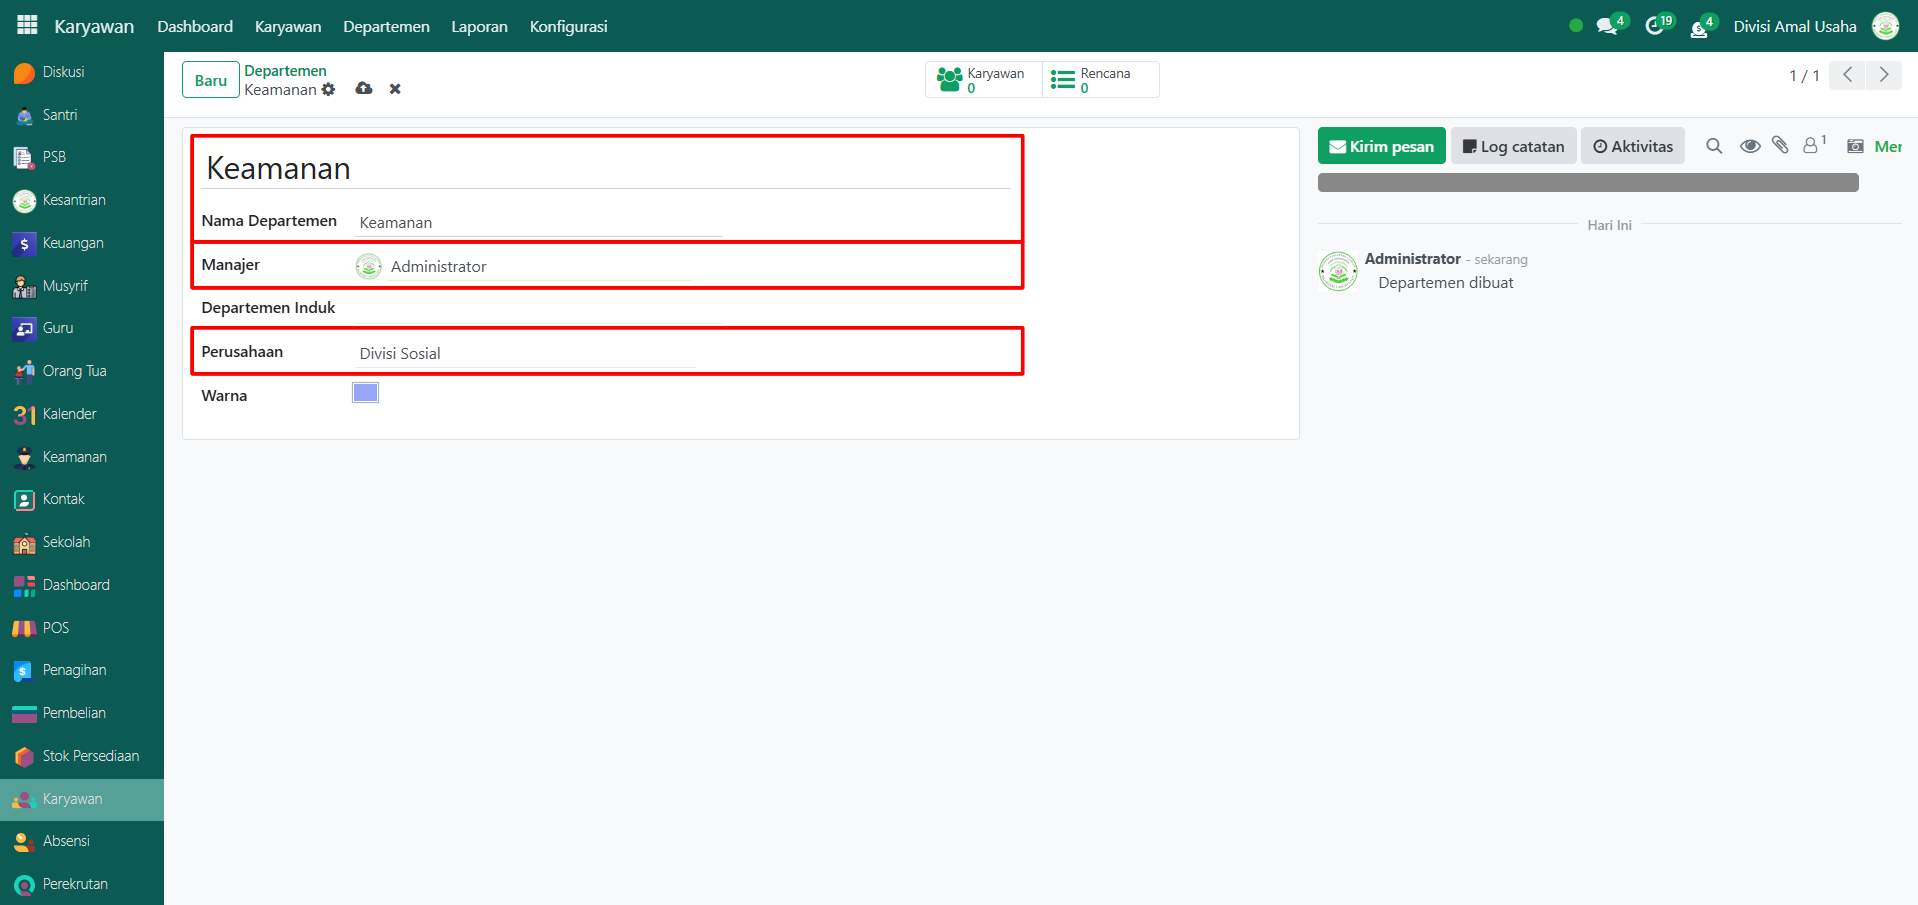 Karyawan Dashboard Karyawan Departemen Laporan Konfigurasi 4 19 4 Divisi Amal Usaha
Diskusi
Santri
PSB
Kesantrian
Keuangan
Musyrif
Guru
Orang Tua
31 Kalender
Keamanan
Kontak
Sekolah
Dashboard
POS
Penagihan
Pembelian
Stok Persediaan
Karyawan
Absensi
Perekrutan
Baru
Departemen
Keamanan
Karyawan
0
Rencana
0
1 / 1
Keamanan
Nama Departemen Keamanan
Manajer Administrator
Departemen Induk
Perusahaan Divisi Sosial
Warna
Kirim pesan Log catatan Aktivitas 1
Hari Ini
Administrator - sekarang
Departemen dibuat